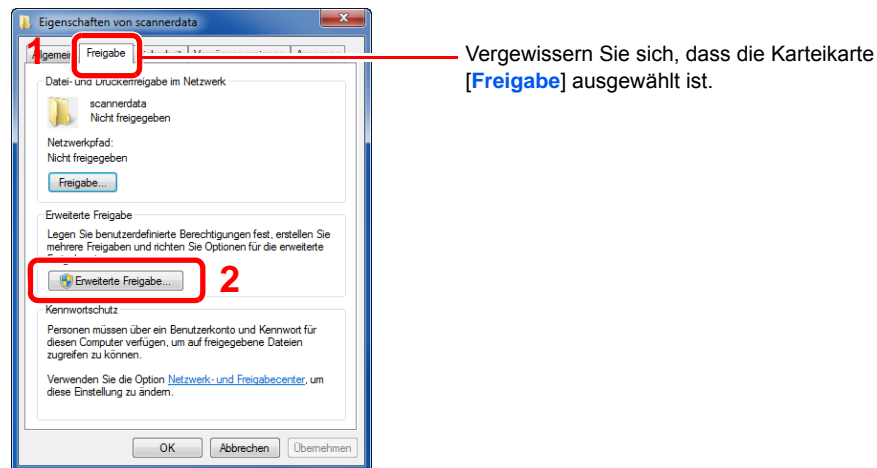 Eigenschaften von scannerdata
1
Allgemein Freigabe
Datei- und Druckerfreigabe im Netzwerk
scannerdata
Nicht freigegeben
Netzwerkpfad:
Nicht freigegeben
Freigabe...
Erweiterte Freigabe
Legen Sie benutzerdefinierte Berechtigungen fest, erstellen Sie
mehrere Freigaben und richten Sie Optionen für die erweiterte
Erweiterte Freigabe...
2
Kennwortschutz
Personen müssen über ein Benutzerkonto und Kennwort für
diesen Computer verfügen, um auf freigegebene Dateien
zugreifen zu können.
Verwenden Sie die Option Netzwerk- und Freigabecenter, um
diese Einstellung zu ändern.
OK Abbrechen Übernehmen
Vergewissern Sie sich, dass die Karteikarte
[Freigabe] ausgewählt ist.